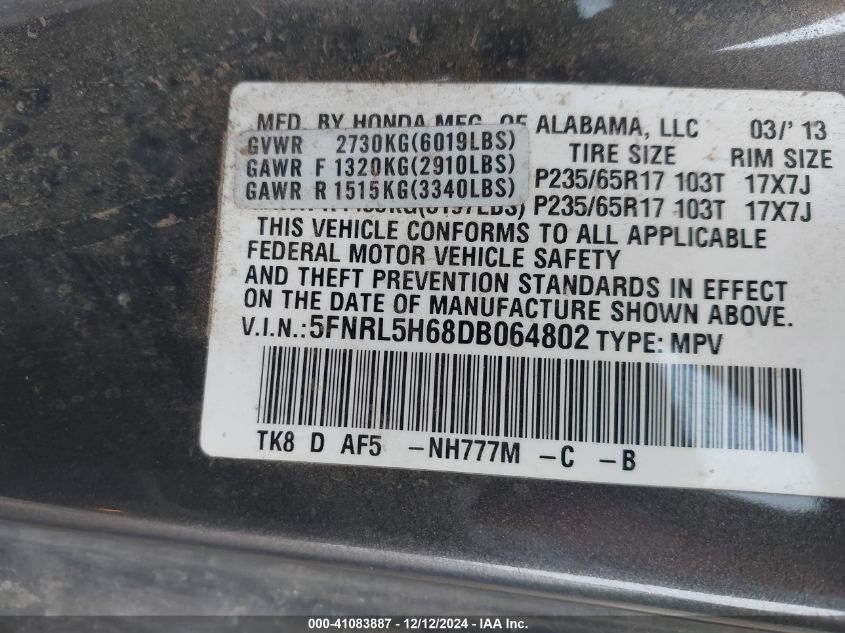 MFD. BY HONDA MFG. OF ALABAMA, LLC 03/'13
GVWR 2730KG(6019LBS) TIRE SIZE RIM SIZE
GAWR F 1320KG(2910LBS) P235/65R17 103T 17X7J
GAWR R 1515KG(3340LBS) P235/65R17 103T 17X7J
THIS VEHICLE CONFORMS TO ALL APPLICABLE
FEDERAL MOTOR VEHICLE SAFETY
AND THEFT PREVENTION STANDARDS IN EFFECT
ON THE DATE OF MANUFACTURE SHOWN ABOVE.
V.I.N.:5FNRL5H68DB064802 TYPE: MPV
TK8 D AF5 -NH777M -C -B
000-41083887 - 12/12/2024 - IAA Inc.